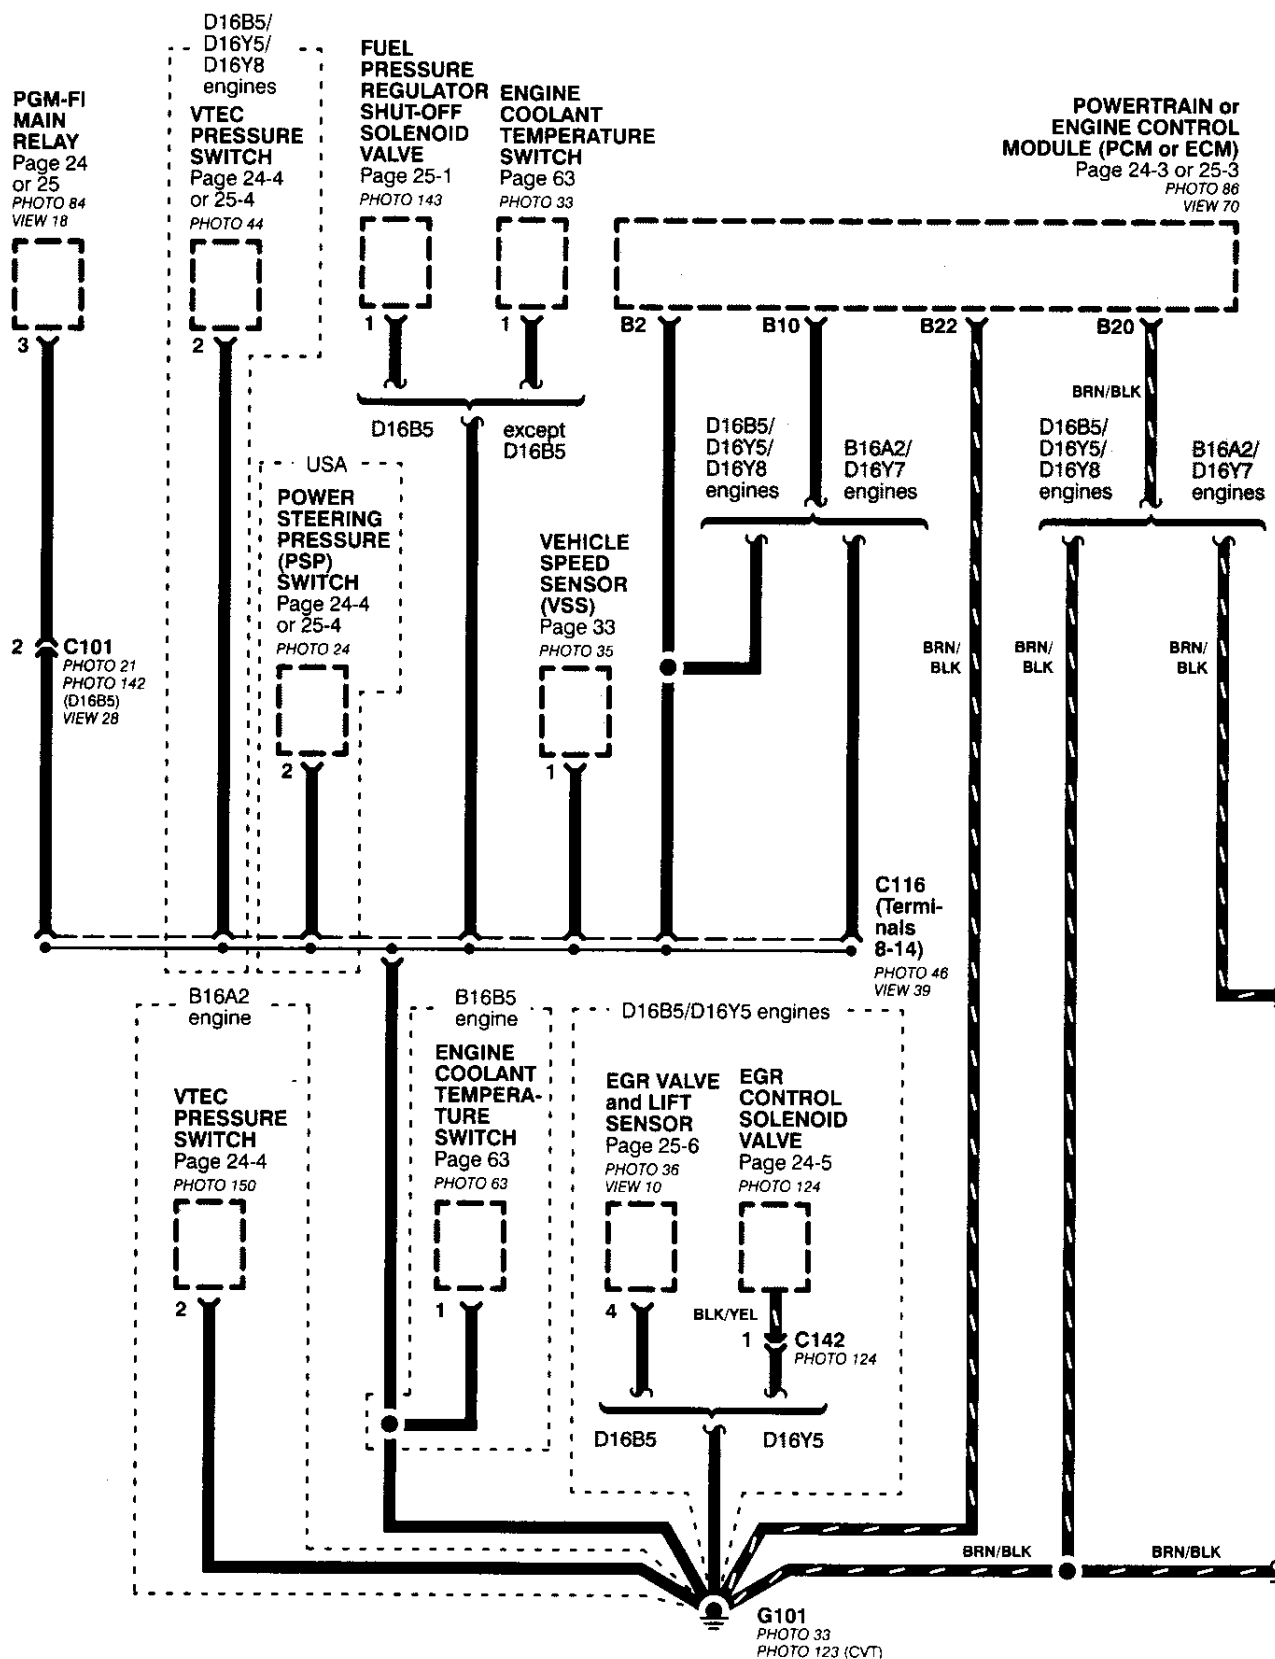 PGM-FI
MAIN
RELAY
Page 24
or 25
PHOTO 84
VIEW 18
3
2
C101
PHOTO 21
PHOTO 142
(D16B5)
VIEW 28
D16B5/
D16Y5/
D16Y8
engines
VTEC
PRESSURE
SWITCH
Page 24-4
or 25-4
PHOTO 44
2
USA
POWER
STEERING
PRESSURE
(PSP)
SWITCH
Page 24-4
or 25-4
PHOTO 24
2
FUEL
PRESSURE
REGULATOR
SHUT-OFF
SOLENOID
VALVE
Page 25-1
PHOTO 143
1
ENGINE
COOLANT
TEMPERATURE
SWITCH
Page 63
PHOTO 33
1
D16B5
except
D16B5
VEHICLE
SPEED
SENSOR
(VSS)
Page 33
PHOTO 35
1
POWERTRAIN or
ENGINE CONTROL
MODULE (PCM or ECM)
Page 24-3 or 25-3
PHOTO 86
VIEW 70
B2
B10
B22
B20
BRN/BLK
D16B5/
D16Y5/
D16Y8
engines
B16A2/
D16Y7
engines
D16B5/
D16Y5/
D16Y8
engines
B16A2/
D16Y7
engines
BRN/
BLK
BRN/
BLK
BRN/
BLK
C116
(Termi-
nals
8-14)
PHOTO 46
VIEW 39
B16A2
engine
VTEC
PRESSURE
SWITCH
Page 24-4
PHOTO 150
2
B16B5
engine
ENGINE
COOLANT
TEMPERA-
TURE
SWITCH
Page 63
PHOTO 63
1
D16B5/D16Y5 engines
EGR VALVE
and LIFT
SENSOR
Page 25-6
PHOTO 36
VIEW 10
4
EGR
CONTROL
SOLENOID
VALVE
Page 24-5
PHOTO 124
BLK/YEL
1
C142
PHOTO 124
D16B5
D16Y5
BRN/BLK
BRN/BLK
G101
PHOTO 33
PHOTO 123 (CVT)